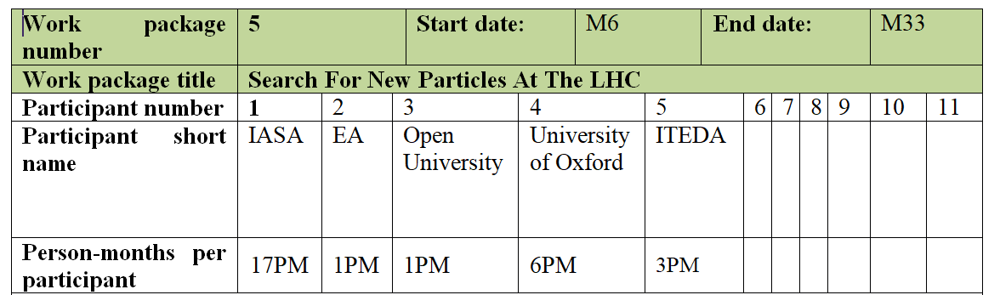 Work package number 5 Start date: M6 End date: M33
Work package title Search For New Particles At The LHC
Participant number 1 2 3 4 5 6 7 8 9 10 11
Participant short name IASA EA Open University University of Oxford ITEDA
Person-months per participant 17PM 1PM 1PM 6PM 3PM